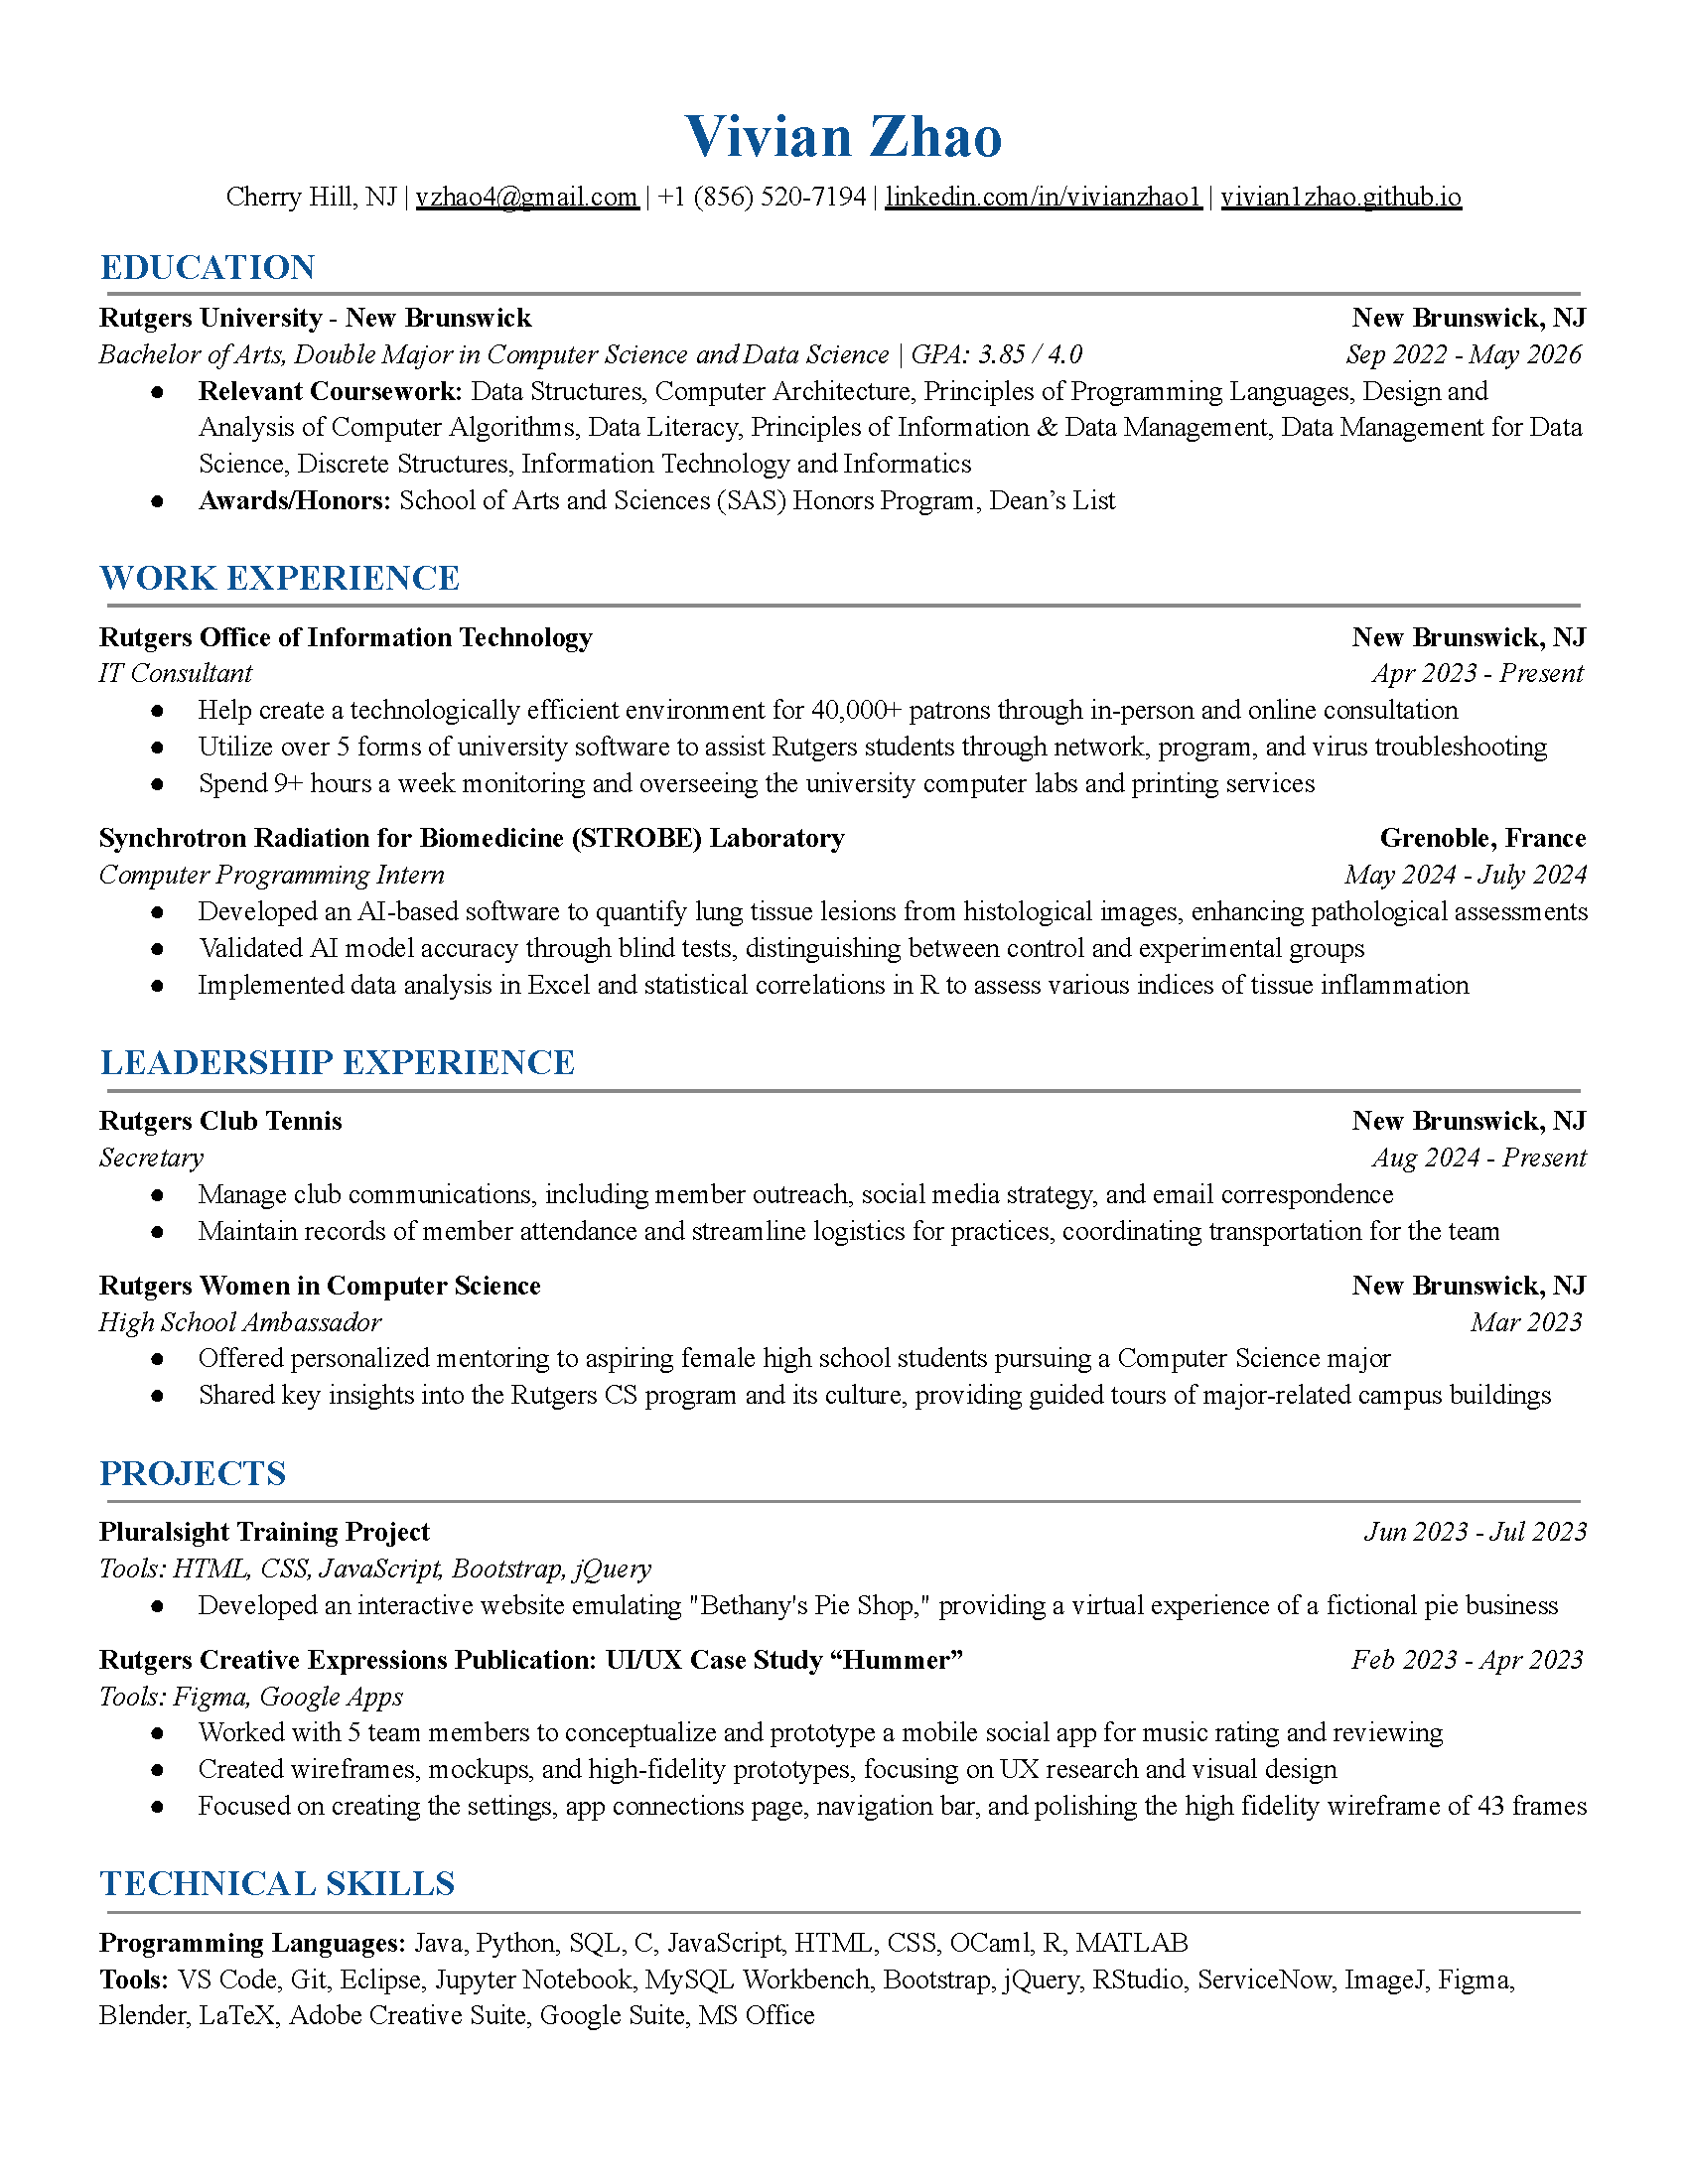 Vivian Zhao
Cherry Hill, NJ | vzhao4@gmail.com | +1 (856) 520-7194 | linkedin.com/in/vivianzhao1 | vivian1zhao.github.io
EDUCATION
Rutgers University - New Brunswick New Brunswick, NJ
Bachelor of Arts, Double Major in Computer Science and Data Science | GPA: 3.85 / 4.0 Sep 2022 - May 2026
● Relevant Coursework: Data Structures, Computer Architecture, Principles of Programming Languages, Design and
Analysis of Computer Algorithms, Data Literacy, Principles of Information & Data Management, Data Management for Data
Science, Discrete Structures, Information Technology and Informatics
● Awards/Honors: School of Arts and Sciences (SAS) Honors Program, Dean’s List
WORK EXPERIENCE
Rutgers Office of Information Technology New Brunswick, NJ
IT Consultant Apr 2023 - Present
● Help create a technologically efficient environment for 40,000+ patrons through in-person and online consultation
● Utilize over 5 forms of university software to assist Rutgers students through network, program, and virus troubleshooting
● Spend 9+ hours a week monitoring and overseeing the university computer labs and printing services
Synchrotron Radiation for Biomedicine (STROBE) Laboratory Grenoble, France
Computer Programming Intern May 2024 - July 2024
● Developed an AI-based software to quantify lung tissue lesions from histological images, enhancing pathological assessments
● Validated AI model accuracy through blind tests, distinguishing between control and experimental groups
● Implemented data analysis in Excel and statistical correlations in R to assess various indices of tissue inflammation
LEADERSHIP EXPERIENCE
Rutgers Club Tennis New Brunswick, NJ
Secretary Aug 2024 - Present
● Manage club communications, including member outreach, social media strategy, and email correspondence
● Maintain records of member attendance and streamline logistics for practices, coordinating transportation for the team
Rutgers Women in Computer Science New Brunswick, NJ
High School Ambassador Mar 2023
● Offered personalized mentoring to aspiring female high school students pursuing a Computer Science major
● Shared key insights into the Rutgers CS program and its culture, providing guided tours of major-related campus buildings
PROJECTS
Pluralsight Training Project Jun 2023 - Jul 2023
Tools: HTML, CSS, JavaScript, Bootstrap, jQuery
● Developed an interactive website emulating "Bethany's Pie Shop," providing a virtual experience of a fictional pie business
Rutgers Creative Expressions Publication: UI/UX Case Study “Hummer” Feb 2023 - Apr 2023
Tools: Figma, Google Apps
● Worked with 5 team members to conceptualize and prototype a mobile social app for music rating and reviewing
● Created wireframes, mockups, and high-fidelity prototypes, focusing on UX research and visual design
● Focused on creating the settings, app connections page, navigation bar, and polishing the high fidelity wireframe of 43 frames
TECHNICAL SKILLS
Programming Languages: Java, Python, SQL, C, JavaScript, HTML, CSS, OCaml, R, MATLAB
Tools: VS Code, Git, Eclipse, Jupyter Notebook, MySQL Workbench, Bootstrap, jQuery, RStudio, ServiceNow, ImageJ, Figma,
Blender, LaTeX, Adobe Creative Suite, Google Suite, MS Office